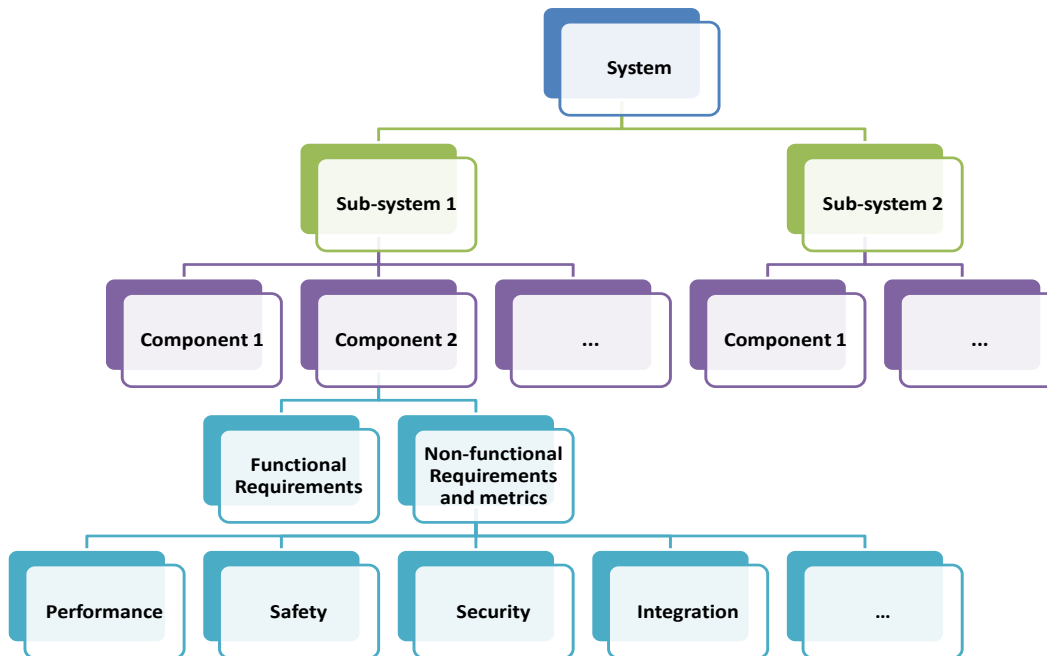 System
Sub-system 1
Sub-system 2
Component 1
Component 2
...
Component 1
...
Functional
Requirements
Non-functional
Requirements
and metrics
Performance
Safety
Security
Integration
...